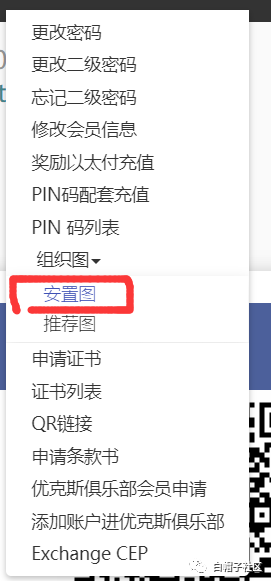 更改密码
更改二级密码
忘记二级密码
修改会员信息
奖励以太付充值
PIN码配套充值
PIN 码列表
组织图
安置图
推荐图
申请证书
证书列表
QR链接
申请条款书
优克斯俱乐部会员申请
添加账户进优克斯俱乐部
Exchange CEP
白帽子社区